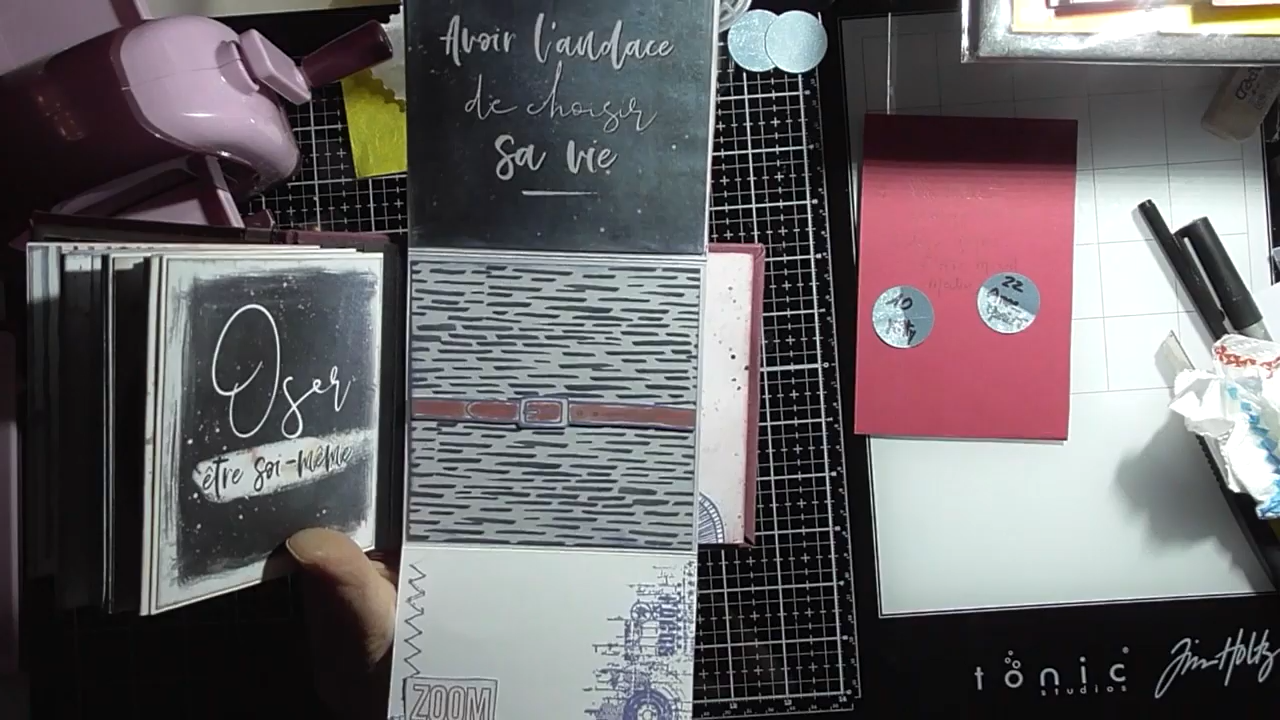 Avoir l'audace
de choisir
sa vie
Oser
être soi-même
10
22
ZOOM
tonic
studios
Tim Holtz